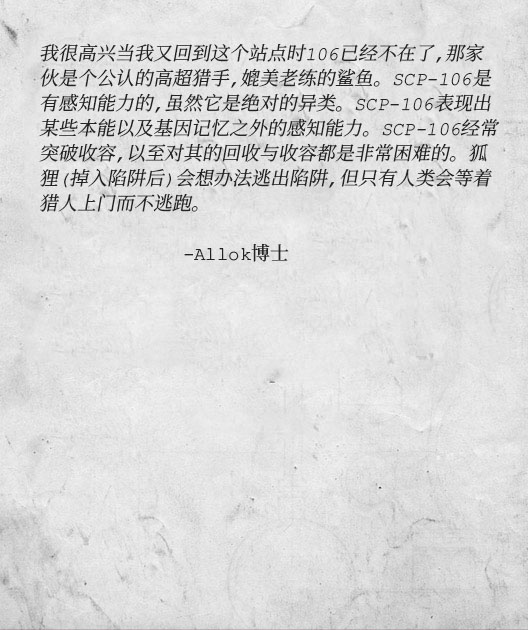 我很高兴当我又回到这个站点时106已经不在了,那家
伙是个公认的高超猎手,媲美老练的鲨鱼。SCP-106是
有感知能力的,虽然它是绝对的异类。SCP-106表现出
某些本能以及基因记忆之外的感知能力。SCP-106经常
突破收容,以至对其的回收与收容都是非常困难的。狐
狸(掉入陷阱后)会想办法逃出陷阱,但只有人类会等着
猎人上门而不逃跑。
-Allok博士